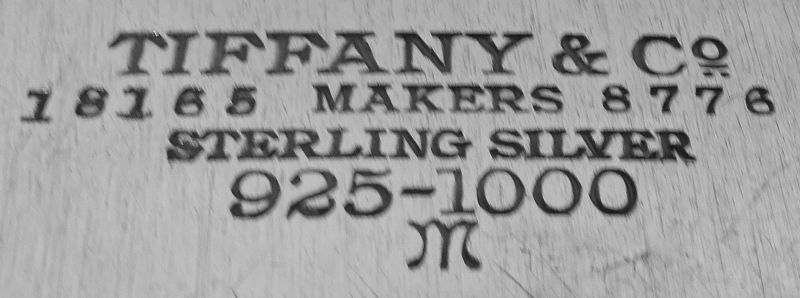 TIFFANY & Co
18165 MAKERS 8776
STERLING SILVER
925-1000
M